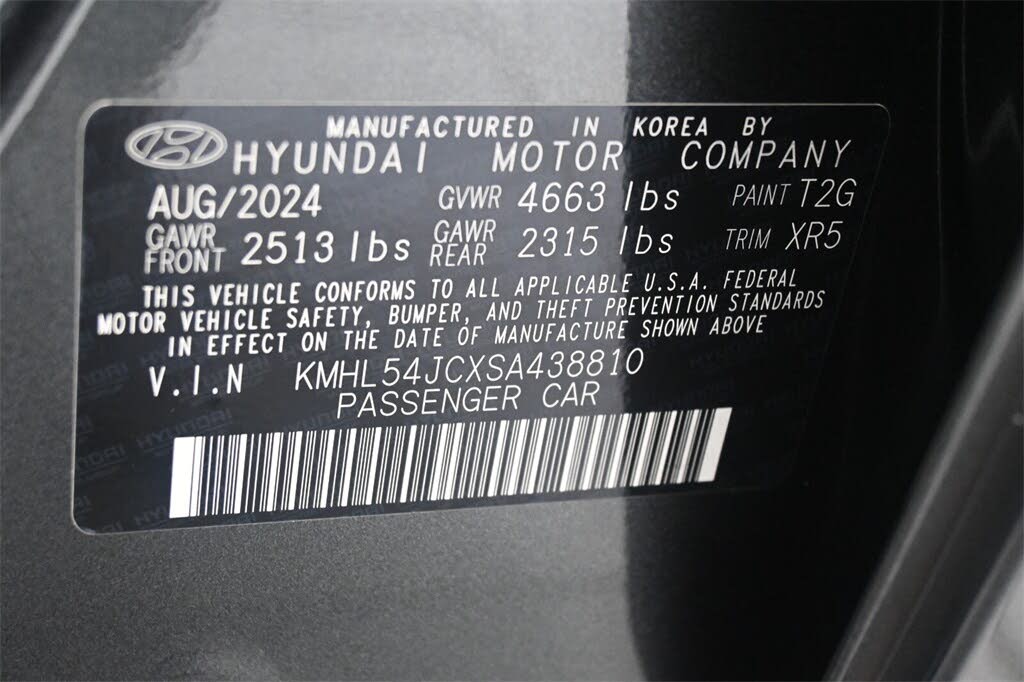 MANUFACTURED IN KOREA BY
HYUNDAI MOTOR COMPANY
AUG/2024 GVWR 4663 lbs PAINT T2G
GAWR FRONT 2513 lbs GAWR REAR 2315 lbs TRIM XR5
THIS VEHICLE CONFORMS TO ALL APPLICABLE U.S.A. FEDERAL
MOTOR VEHICLE SAFETY, BUMPER, AND THEFT PREVENTION STANDARDS
IN EFFECT ON THE DATE OF MANUFACTURE SHOWN ABOVE
V.I.N KMHL54JCXSA438810
PASSENGER CAR